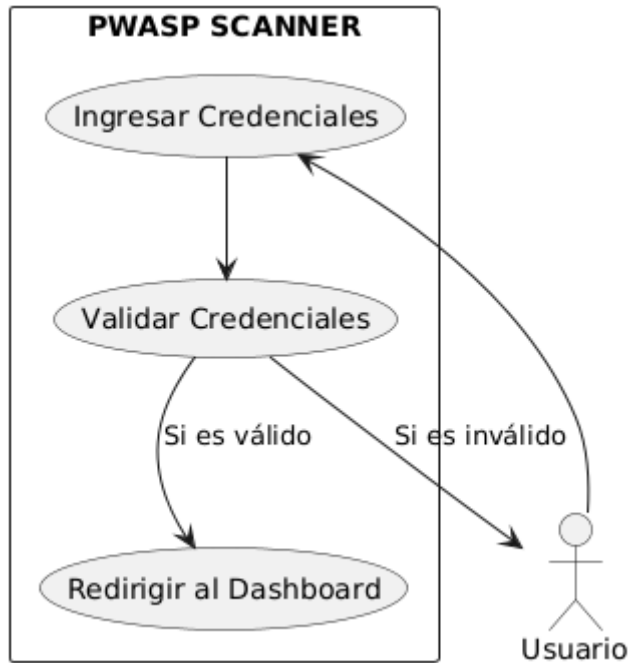 PWASP SCANNER
Ingresar Credenciales
Validar Credenciales
Si es válido
Si es inválido
Redirigir al Dashboard
Usuario